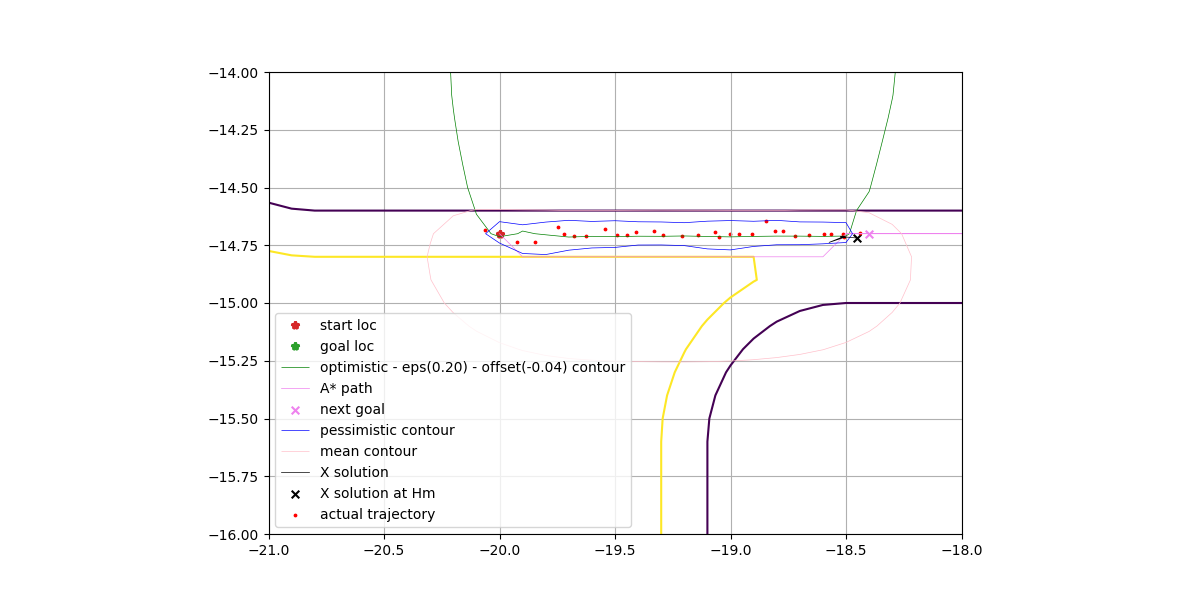 −14.00
−14.25
−14.50
−14.75
−15.00
−15.25
−15.50
−15.75
−16.00
start loc
goal loc
optimistic - eps(0.20) - offset(-0.04) contour
A* path
next goal
pessimistic contour
mean contour
X solution
X solution at Hm
actual trajectory
−21.0 −20.5 −20.0 −19.5 −19.0 −18.5 −18.0